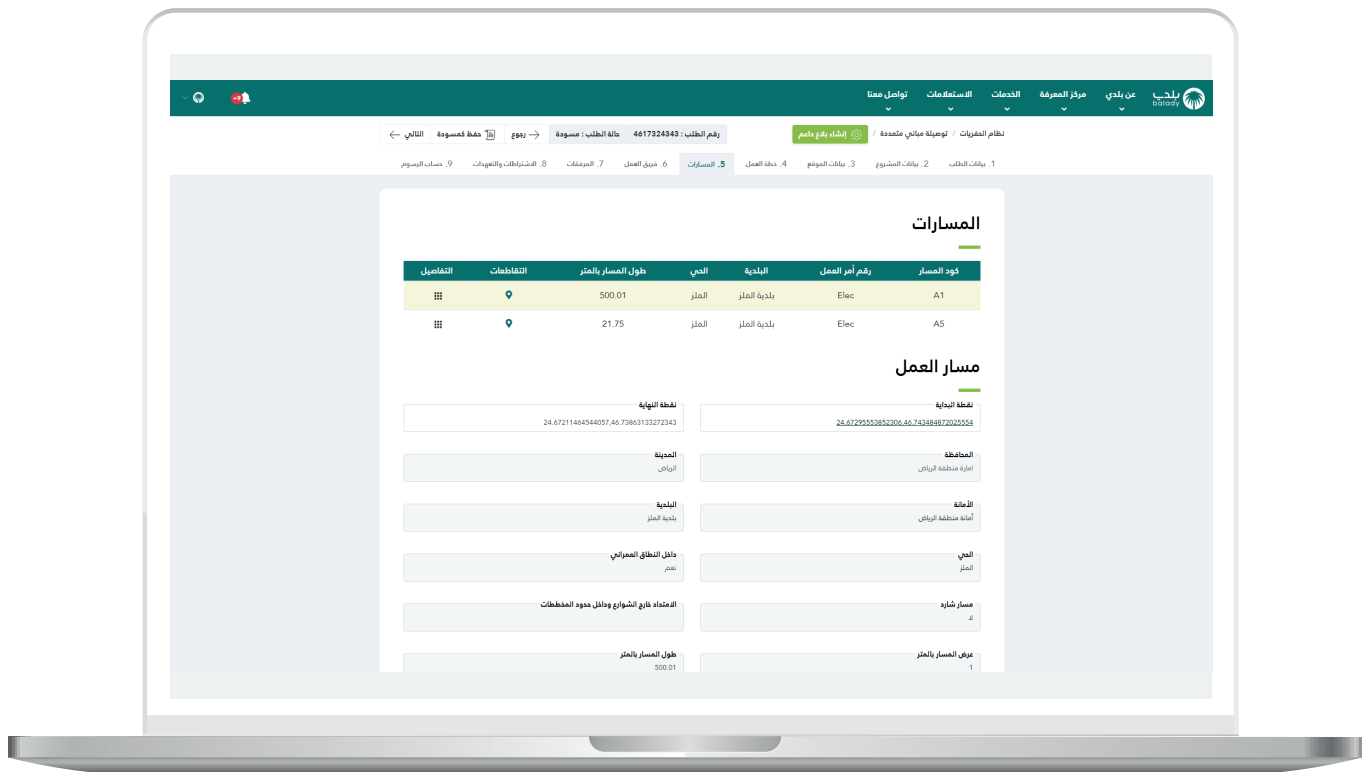 بلدي balady عن بلدي مركز المعرفة الخدمات الاستعلامات تواصل معنا +9
نظام الحفريات / توصيلة مباني متعددة / إنشاء بلاغ داعم رقم الطلب : 4617324343 حالة الطلب : مسودة رجوع حفظ كمسودة التالي
1. بيانات الطلب 2. بيانات المشروع 3. بيانات الموقع 4. خطة العمل 5. المسارات 6. فريق العمل 7. المرفقات 8. الاشتراطات والتعهدات 9. حساب الرسوم
المسارات
كود المسار رقم أمر العمل البلدية الحي طول المسار بالمتر التقاطعات التفاصيل
A1 Elec بلدية الملز الملز 500.01
A5 Elec بلدية الملز الملز 21.75
مسار العمل
نقطة البداية نقطة النهاية
24.67295553852306,46.743484872025554 24.67211464544057,46.73863133272343
المحافظة المدينة
امارة منطقة الرياض الرياض
الأمانة البلدية
أمانة منطقة الرياض بلدية الملز
الحي داخل النطاق العمراني
الملز نعم
مسار شارد الامتداد خارج الشوارع وداخل حدود المخططات
لا
عرض المسار بالمتر طول المسار بالمتر
1 500.01